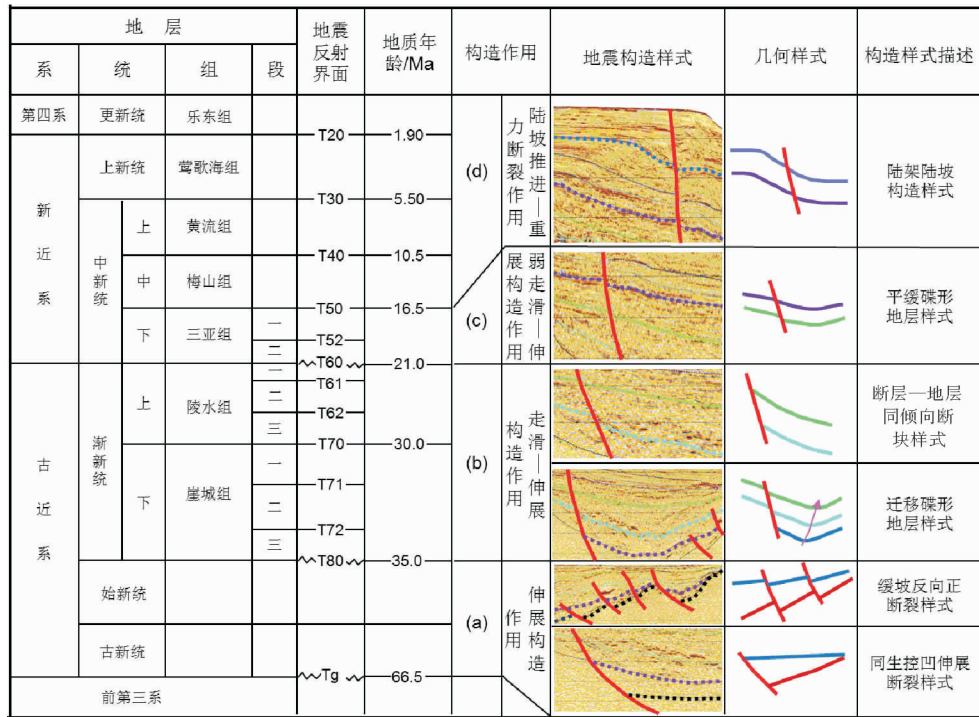 地 层
地震
反射
界面
地质年
龄/Ma
构造作用
地震构造样式
几何样式
构造样式描述
系
统
组
段
第四系
更新统
乐东组
T20
1.90
新近系
上新统
莺歌海组
T30
5.50
中新统
上
黄流组
T40
10.5
中
梅山组
T50
16.5
下
三亚组
一
T52
二
T60
21.0
古近系
渐新统
上
陵水组
一
T61
二
T62
三
T70
30.0
下
崖城组
一
T71
二
T72
三
T80
35.0
始新统
古新统
Tg
66.5
前第三系
(d)
陆坡推进—重
力断裂作用
陆架陆坡
构造样式
(c)
弱走滑—伸
展构造作用
平缓碟形
地层样式
(b)
走滑—伸展
构造作用
断层—地层
同倾向断
块样式
迁移碟形
地层样式
(a)
伸展构造
作用
缓坡反向正
断裂样式
同生控凹伸展
断裂样式